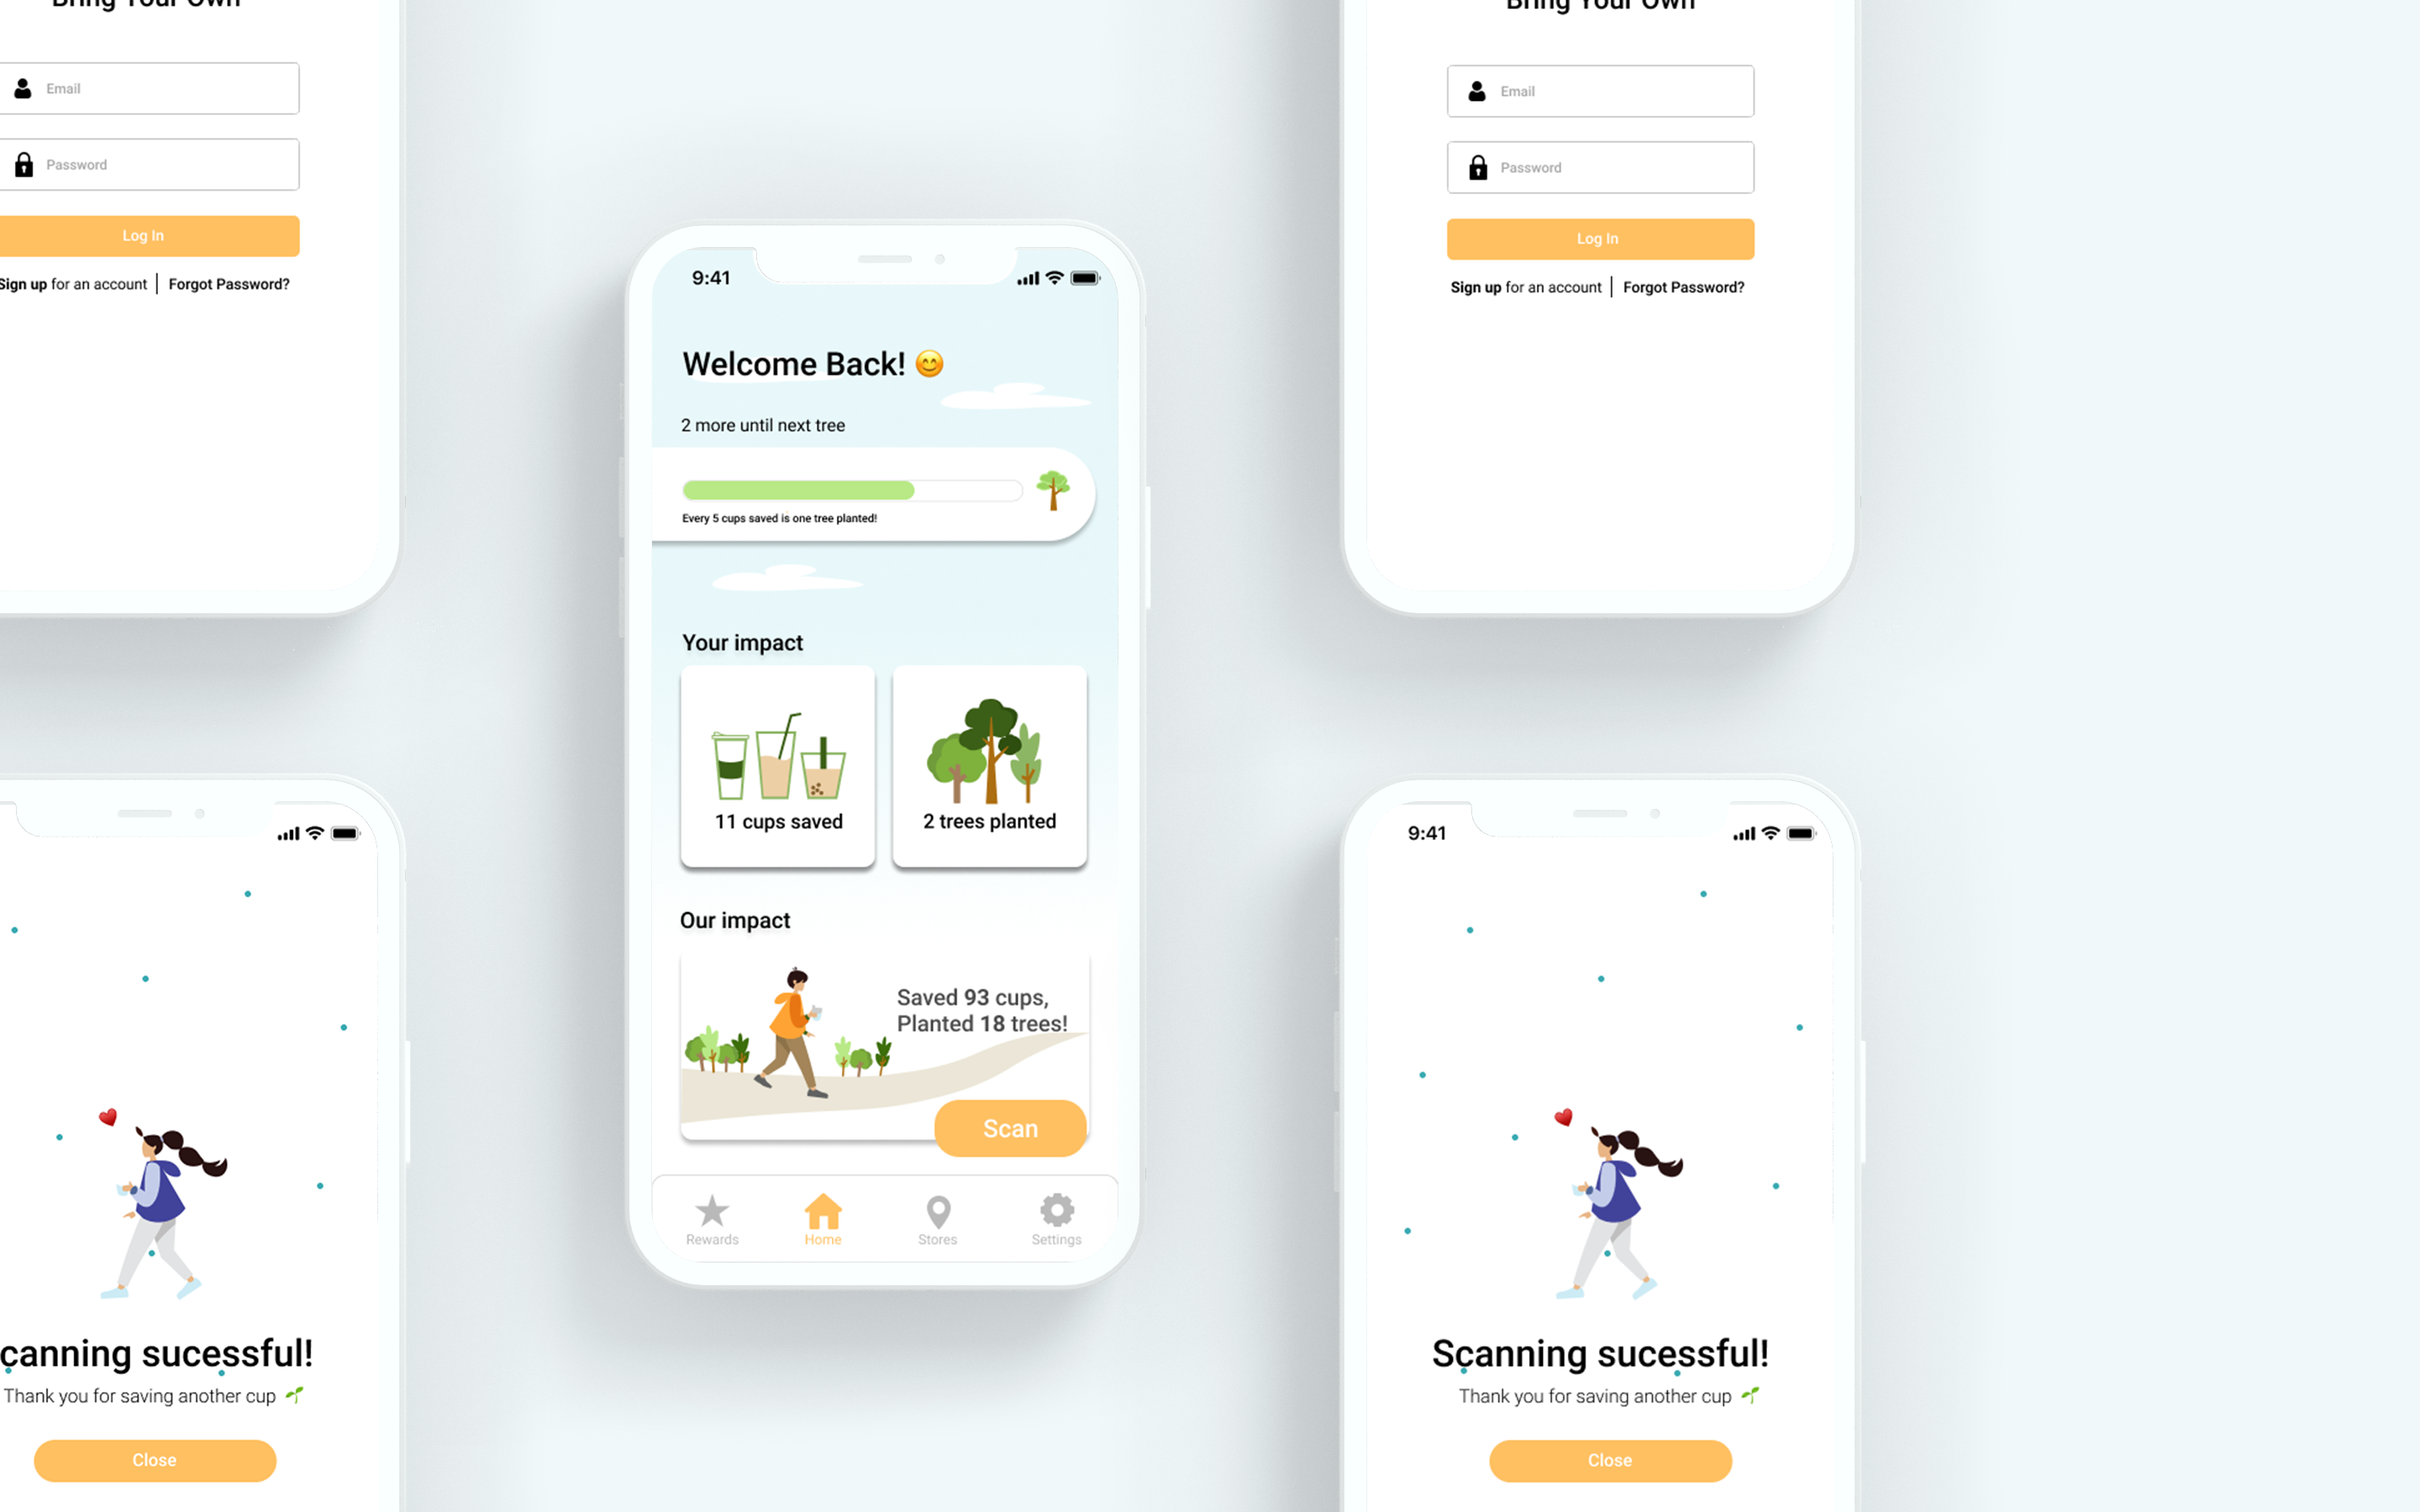 Bring Your Own
Email
Password
Log In
Sign up for an account | Forgot Password?
Bring Your Own
Email
Password
Log In
Sign up for an account | Forgot Password?
9:41
Welcome Back! 😊
2 more until next tree
Every 5 cups saved is one tree planted!
Your impact
11 cups saved
2 trees planted
Our impact
Saved 93 cups,
Planted 18 trees!
Scan
Rewards
Home
Stores
Settings
canning sucessful!
Thank you for saving another cup 🌱
Close
9:41
Scanning sucessful!
Thank you for saving another cup 🌱
Close